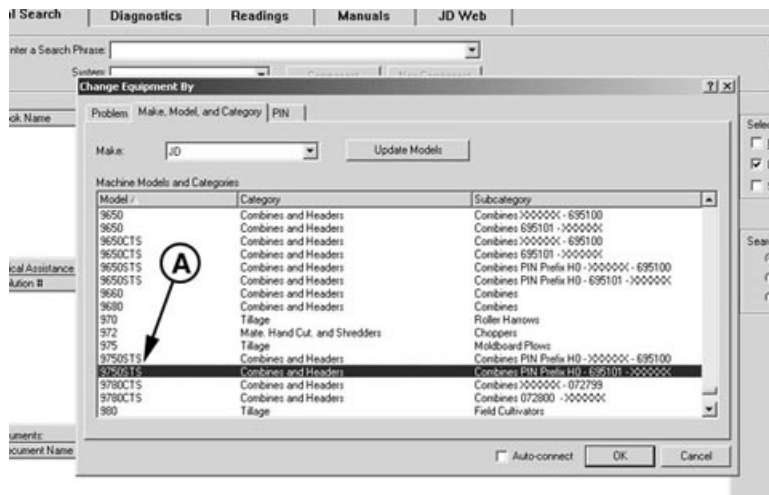 l Search Diagnostics Readings Manuals JD Web
nter a Search Phrase:
System:
Change Equipment By
ook Name
Problem Make, Model, and Category PIN
Selec
Make: JD Update Models
Machine Models and Categories
Model / Category Subcategory
9650 Combines and Headers Combines XXXXXX - 695100
9650 Combines and Headers Combines 695101 - XXXXXX
9650CTS Combines and Headers Combines XXXXXX - 695100
9650CTS Combines and Headers Combines 695101 - XXXXXX
9650STS Combines and Headers Combines PIN Prefix H0 - XXXXXX - 695100
9650STS Combines and Headers Combines PIN Prefix H0 - 695101 - XXXXXX
9660 Combines and Headers Combines
9680 Combines and Headers Combines
970 Tillage Roller Harrows
972 Mate. Hand Cut. and Shredders Choppers
975 Tillage Moldboard Plows
9750STS Combines and Headers Combines PIN Prefix H0 - XXXXXX - 695100
9750STS Combines and Headers Combines PIN Prefix H0 - 695101 - XXXXXX
9780CTS Combines and Headers Combines XXXXXX - 072799
9780CTS Combines and Headers Combines 072800 - XXXXXX
980 Tillage Field Cultivators
A
Sear
ical Assistance
olution #
uments:
ocument Name
Auto-connect OK Cancel